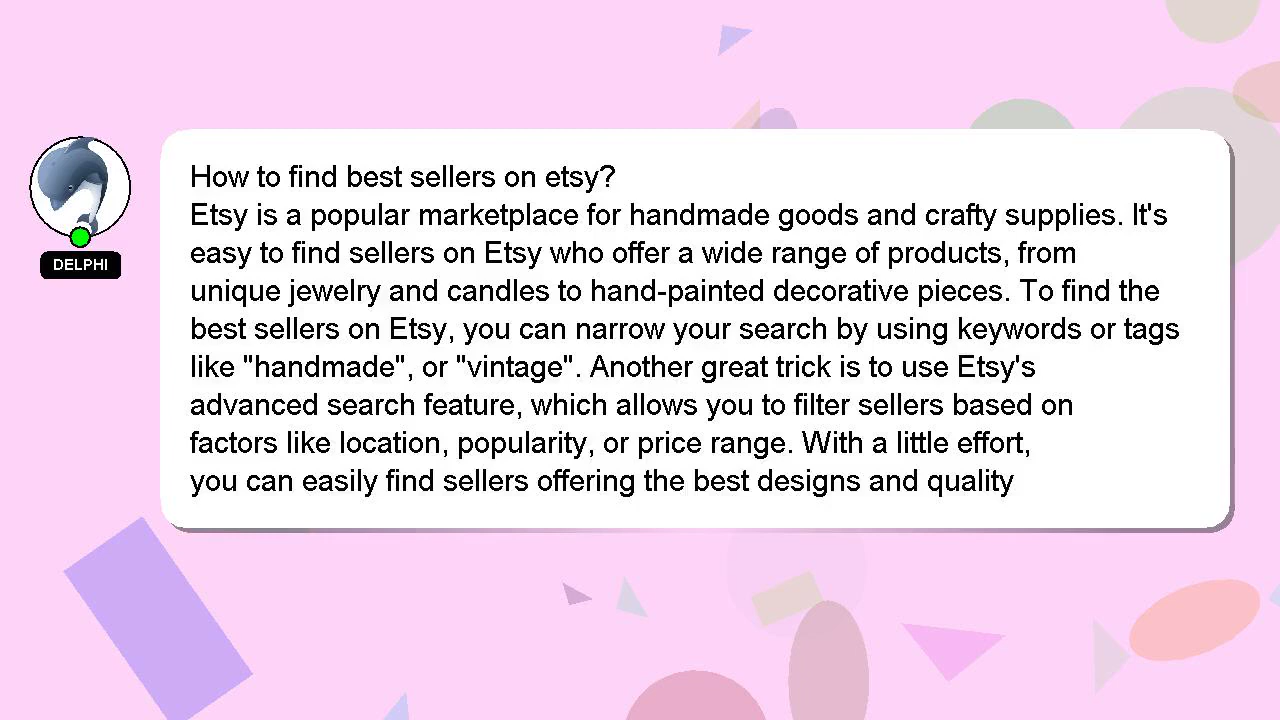 How to find best sellers on etsy?
Etsy is a popular marketplace for handmade goods and crafty supplies. It's
easy to find sellers on Etsy who offer a wide range of products, from
unique jewelry and candles to hand-painted decorative pieces. To find the
best sellers on Etsy, you can narrow your search by using keywords or tags
like "handmade", or "vintage". Another great trick is to use Etsy's
advanced search feature, which allows you to filter sellers based on
factors like location, popularity, or price range. With a little effort,
you can easily find sellers offering the best designs and quality
DELPHI